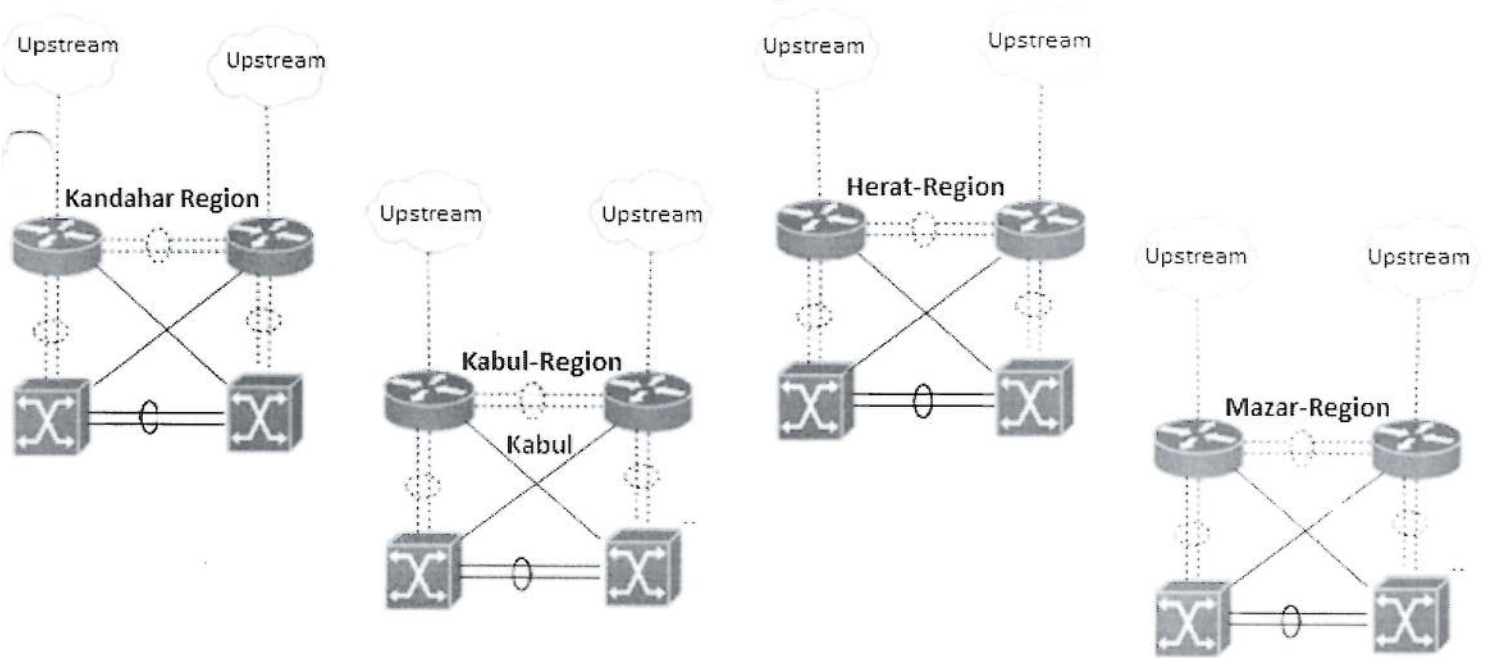 Upstream
Upstream
Kandahar Region
Upstream
Upstream
Kabul-Region
Kabul
Upstream
Upstream
Herat-Region
Upstream
Upstream
Mazar-Region